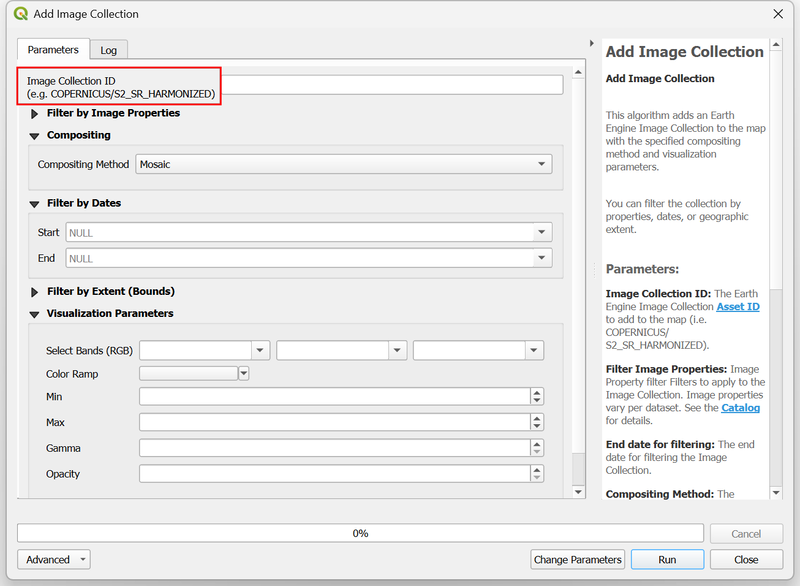 Add Image Collection
Parameters
Log
Image Collection ID
(e.g. COPERNICUS/S2_SR_HARMONIZED)
Filter by Image Properties
Compositing
Compositing Method Mosaic
Filter by Dates
Start NULL
End NULL
Filter by Extent (Bounds)
Visualization Parameters
Select Bands (RGB)
Color Ramp
Min
Max
Gamma
Opacity
Add Image Collection
Add Image Collection
This algorithm adds an Earth
Engine Image Collection to the map
with the specified compositing
method and visualization
parameters.
You can filter the collection by
properties, dates, or geographic
extent.
Parameters:
Image Collection ID: The Earth
Engine Image Collection Asset ID
to add to the map (i.e.
COPERNICUS/
S2_SR_HARMONIZED).
Filter Image Properties: Image
Property filter Filters to apply to the
Image Collection. Image properties
vary per dataset. See the Catalog
for details.
End date for filtering: The end
date for filtering the Image
Collection.
Compositing Method: The
0%
Cancel
Advanced
Change Parameters
Run
Close